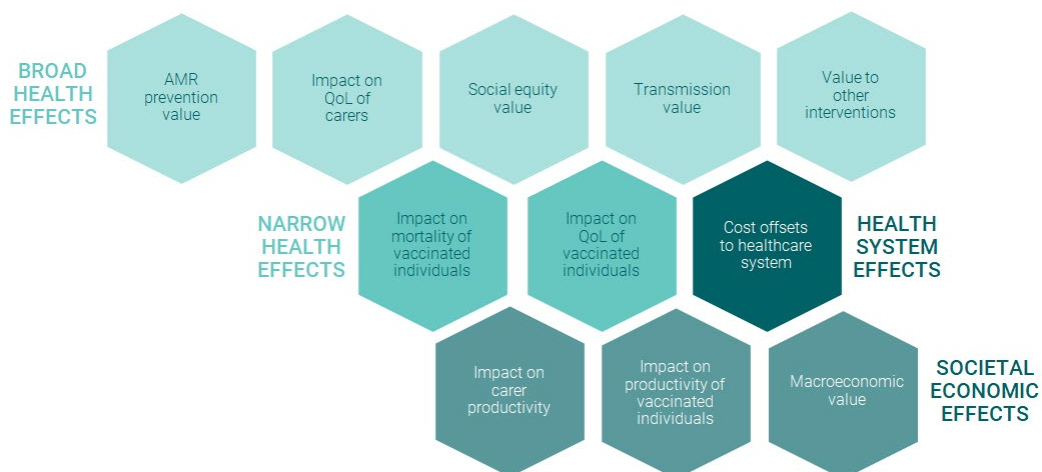 BROAD
HEALTH
EFFECTS
AMR
prevention
value
Impact on
QoL of
carers
Social equity
value
Transmission
value
Value to
other
interventions
NARROW
HEALTH
EFFECTS
Impact on
mortality of
vaccinated
individuals
Impact on
QoL of
vaccinated
individuals
Cost offsets
to healthcare
system
HEALTH
SYSTEM
EFFECTS
Impact on
carer
productivity
Impact on
productivity of
vaccinated
individuals
Macroeconomic
value
SOCIETAL
ECONOMIC
EFFECTS